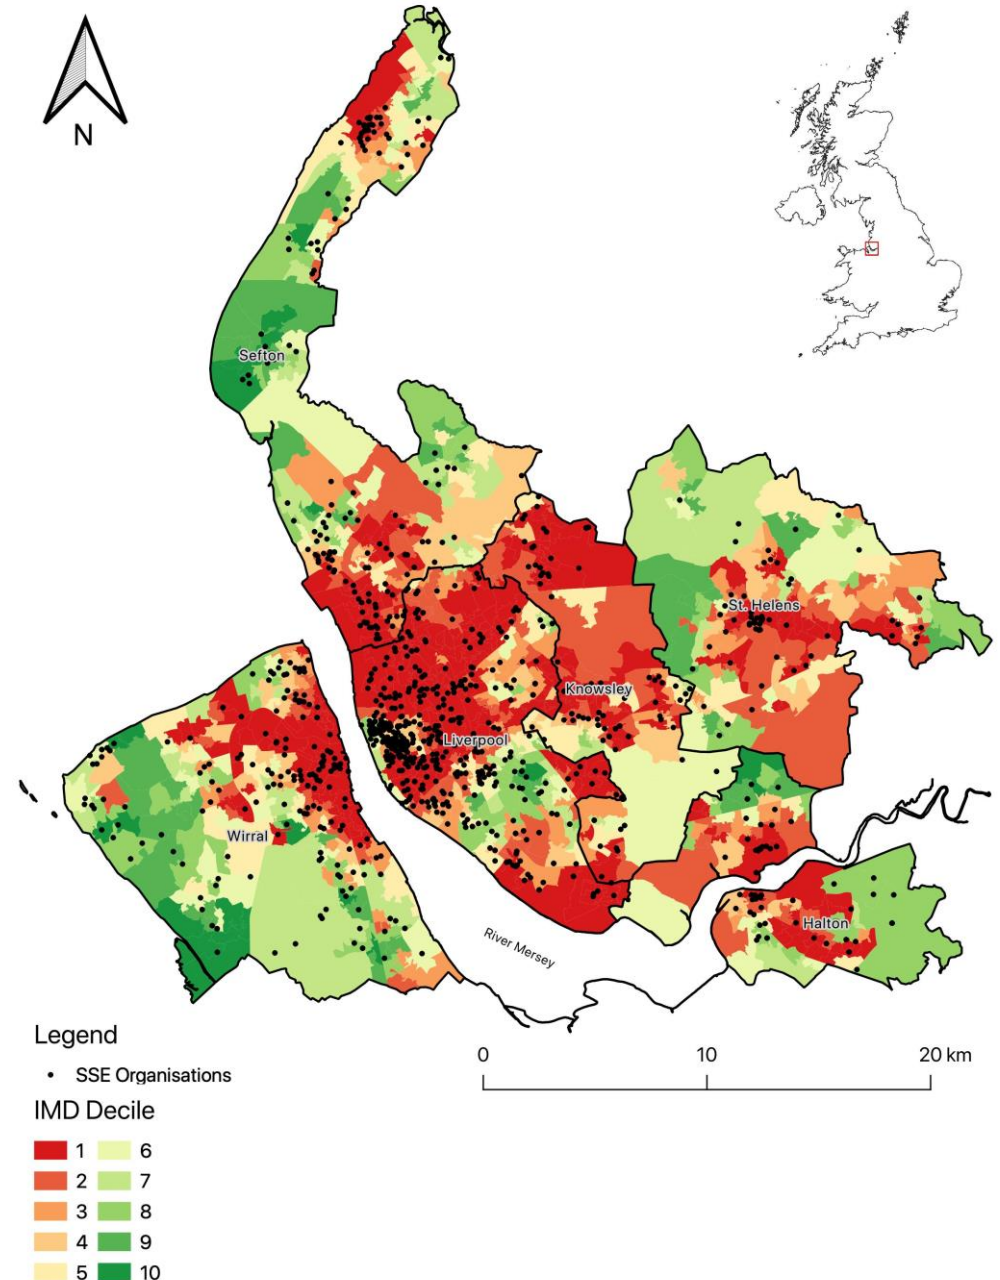 N
Sefton
St. Helens
Knowsley
Liverpool
Wirral
Halton
River Mersey
Legend
SSE Organisations
0 10 20 km
IMD Decile
1 6
2 7
3 8
4 9
5 10